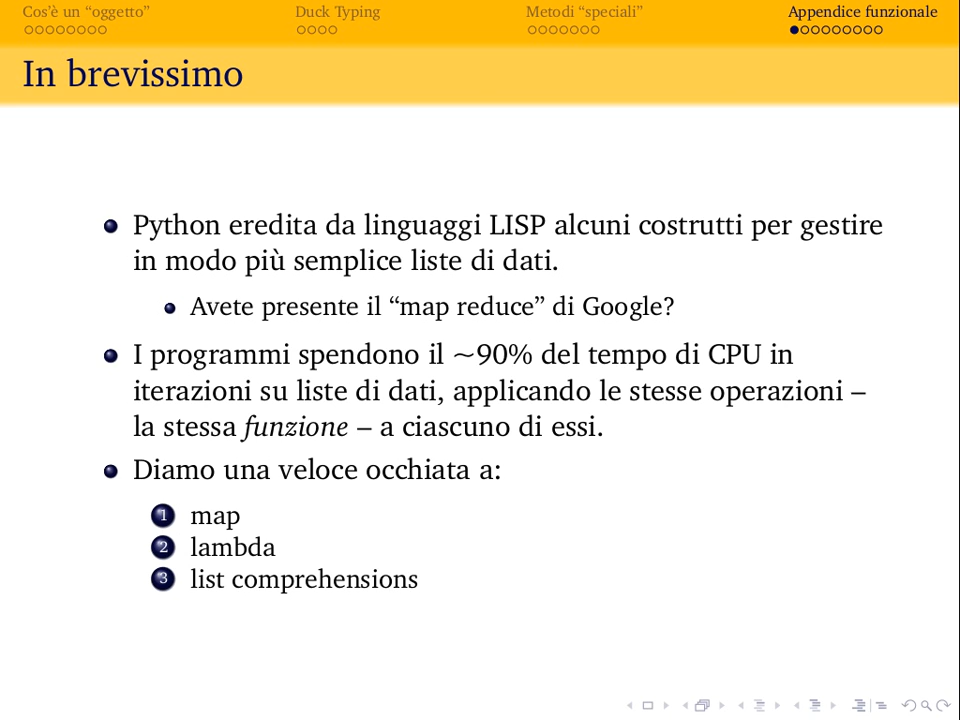 Cos'è un “oggetto”
Duck Typing
Metodi “speciali”
Appendice funzionale
In brevissimo
Python eredita da linguaggi LISP alcuni costrutti per gestire
in modo più semplice liste di dati.
Avete presente il “map reduce” di Google?
I programmi spendono il ∼90% del tempo di CPU in
iterazioni su liste di dati, applicando le stesse operazioni –
la stessa funzione – a ciascuno di essi.
Diamo una veloce occhiata a:
1 map
2 lambda
3 list comprehensions